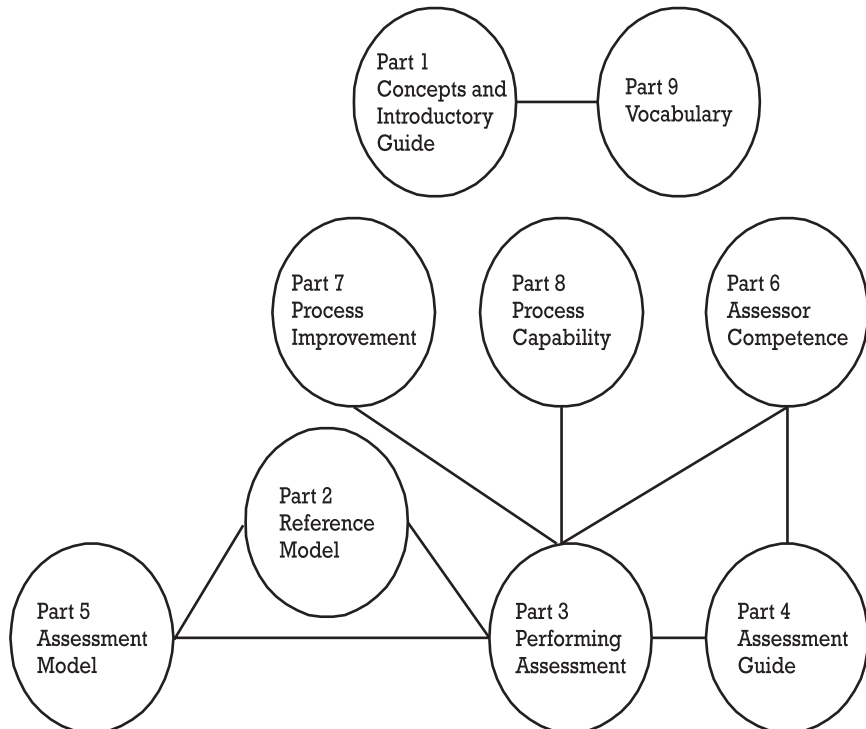 Part 1
Concepts and
Introductory
Guide
Part 9
Vocabulary
Part 7
Process
Improvement
Part 8
Process
Capability
Part 6
Assessor
Competence
Part 2
Reference
Model
Part 5
Assessment
Model
Part 3
Performing
Assessment
Part 4
Assessment
Guide